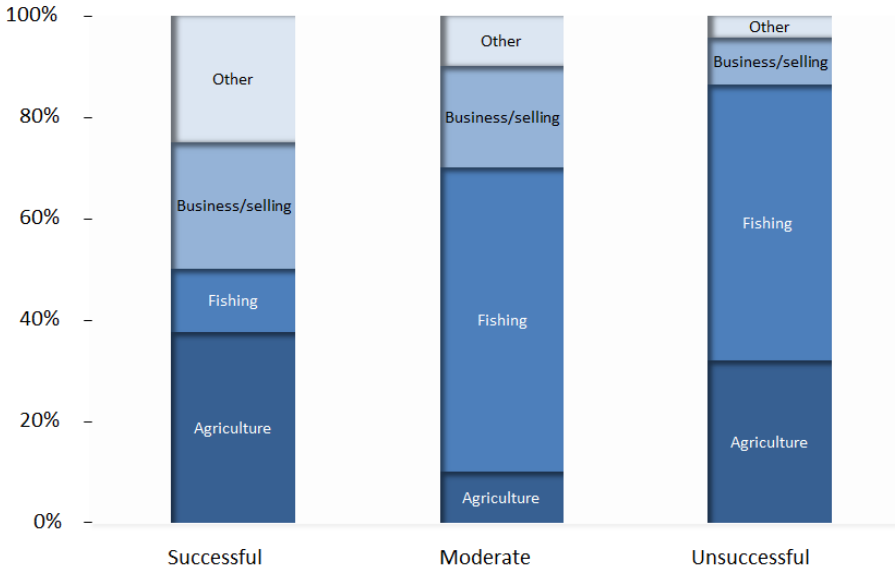 100%
80%
60%
40%
20%
0%
Other
Business/selling
Fishing
Agriculture
Other
Business/selling
Fishing
Agriculture
Other
Business/selling
Fishing
Agriculture
Successful
Moderate
Unsuccessful